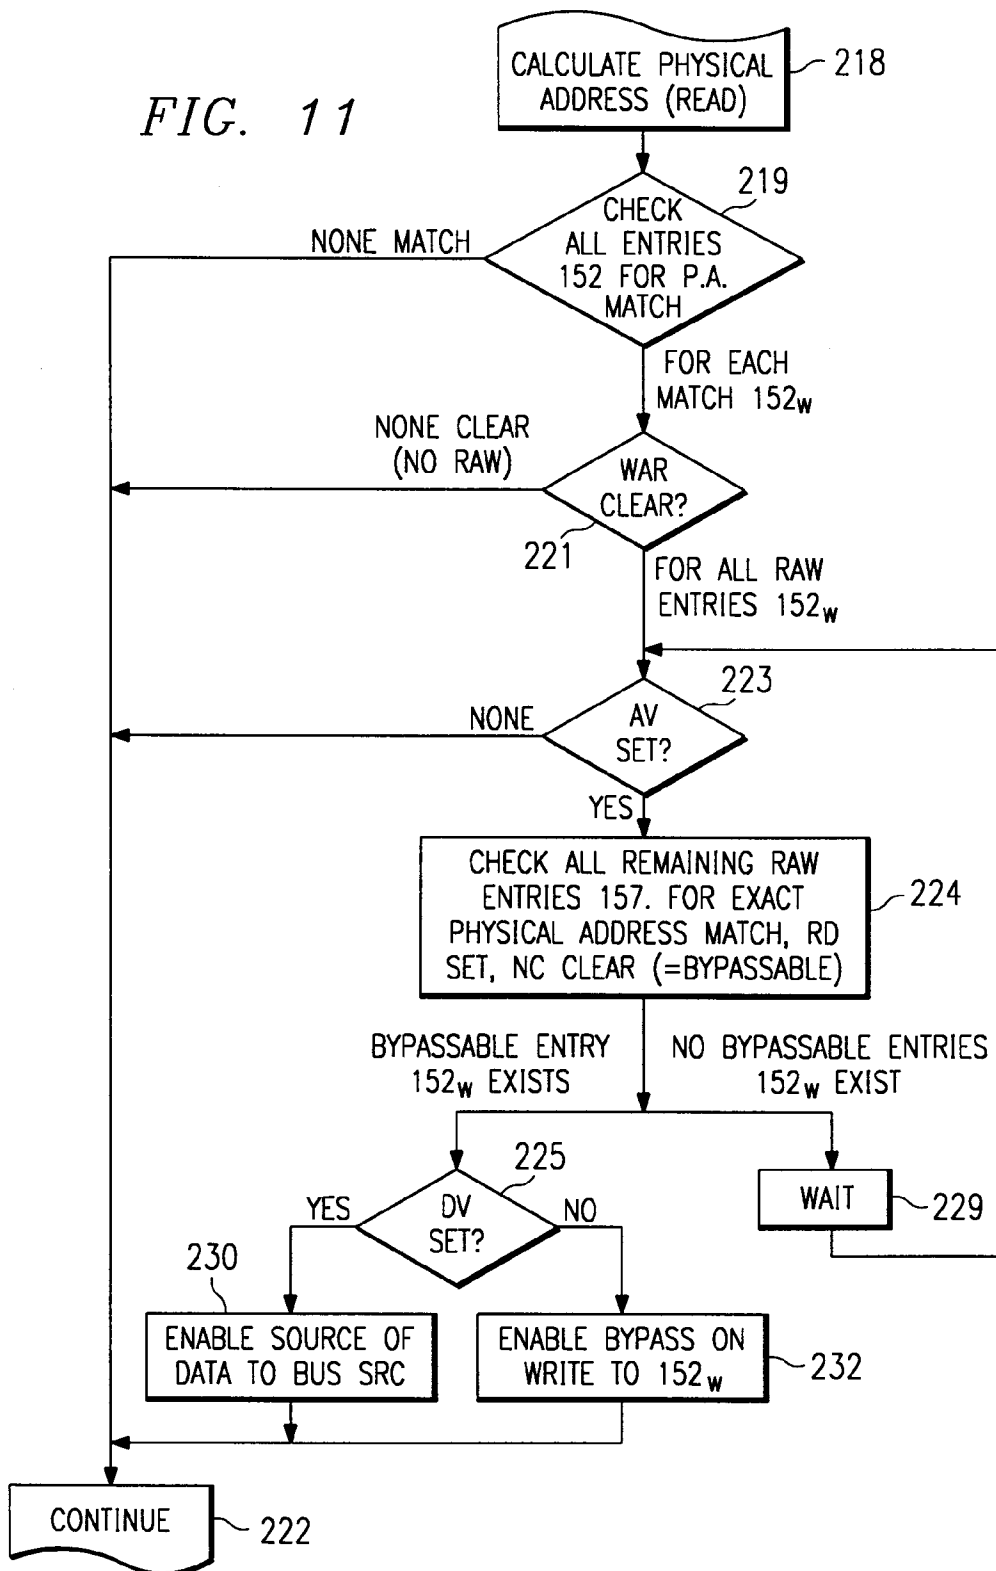 FIG. 11
CALCULATE PHYSICAL
ADDRESS (READ)
218
219
CHECK
ALL ENTRIES
152 FOR P.A.
MATCH
NONE MATCH
FOR EACH
MATCH 152W
NONE CLEAR
(NO RAW)
WAR
CLEAR?
221
FOR ALL RAW
ENTRIES 152W
223
AV
SET?
NONE
YES
CHECK ALL REMAINING RAW
ENTRIES 157. FOR EXACT
PHYSICAL ADDRESS MATCH, RD
SET, NC CLEAR (=BYPASSABLE)
224
BYPASSABLE ENTRY
152W EXISTS
NO BYPASSABLE ENTRIES
152W EXIST
225
YES
DV
SET?
NO
WAIT
229
230
ENABLE SOURCE OF
DATA TO BUS SRC
ENABLE BYPASS ON
WRITE TO 152W
232
CONTINUE
222